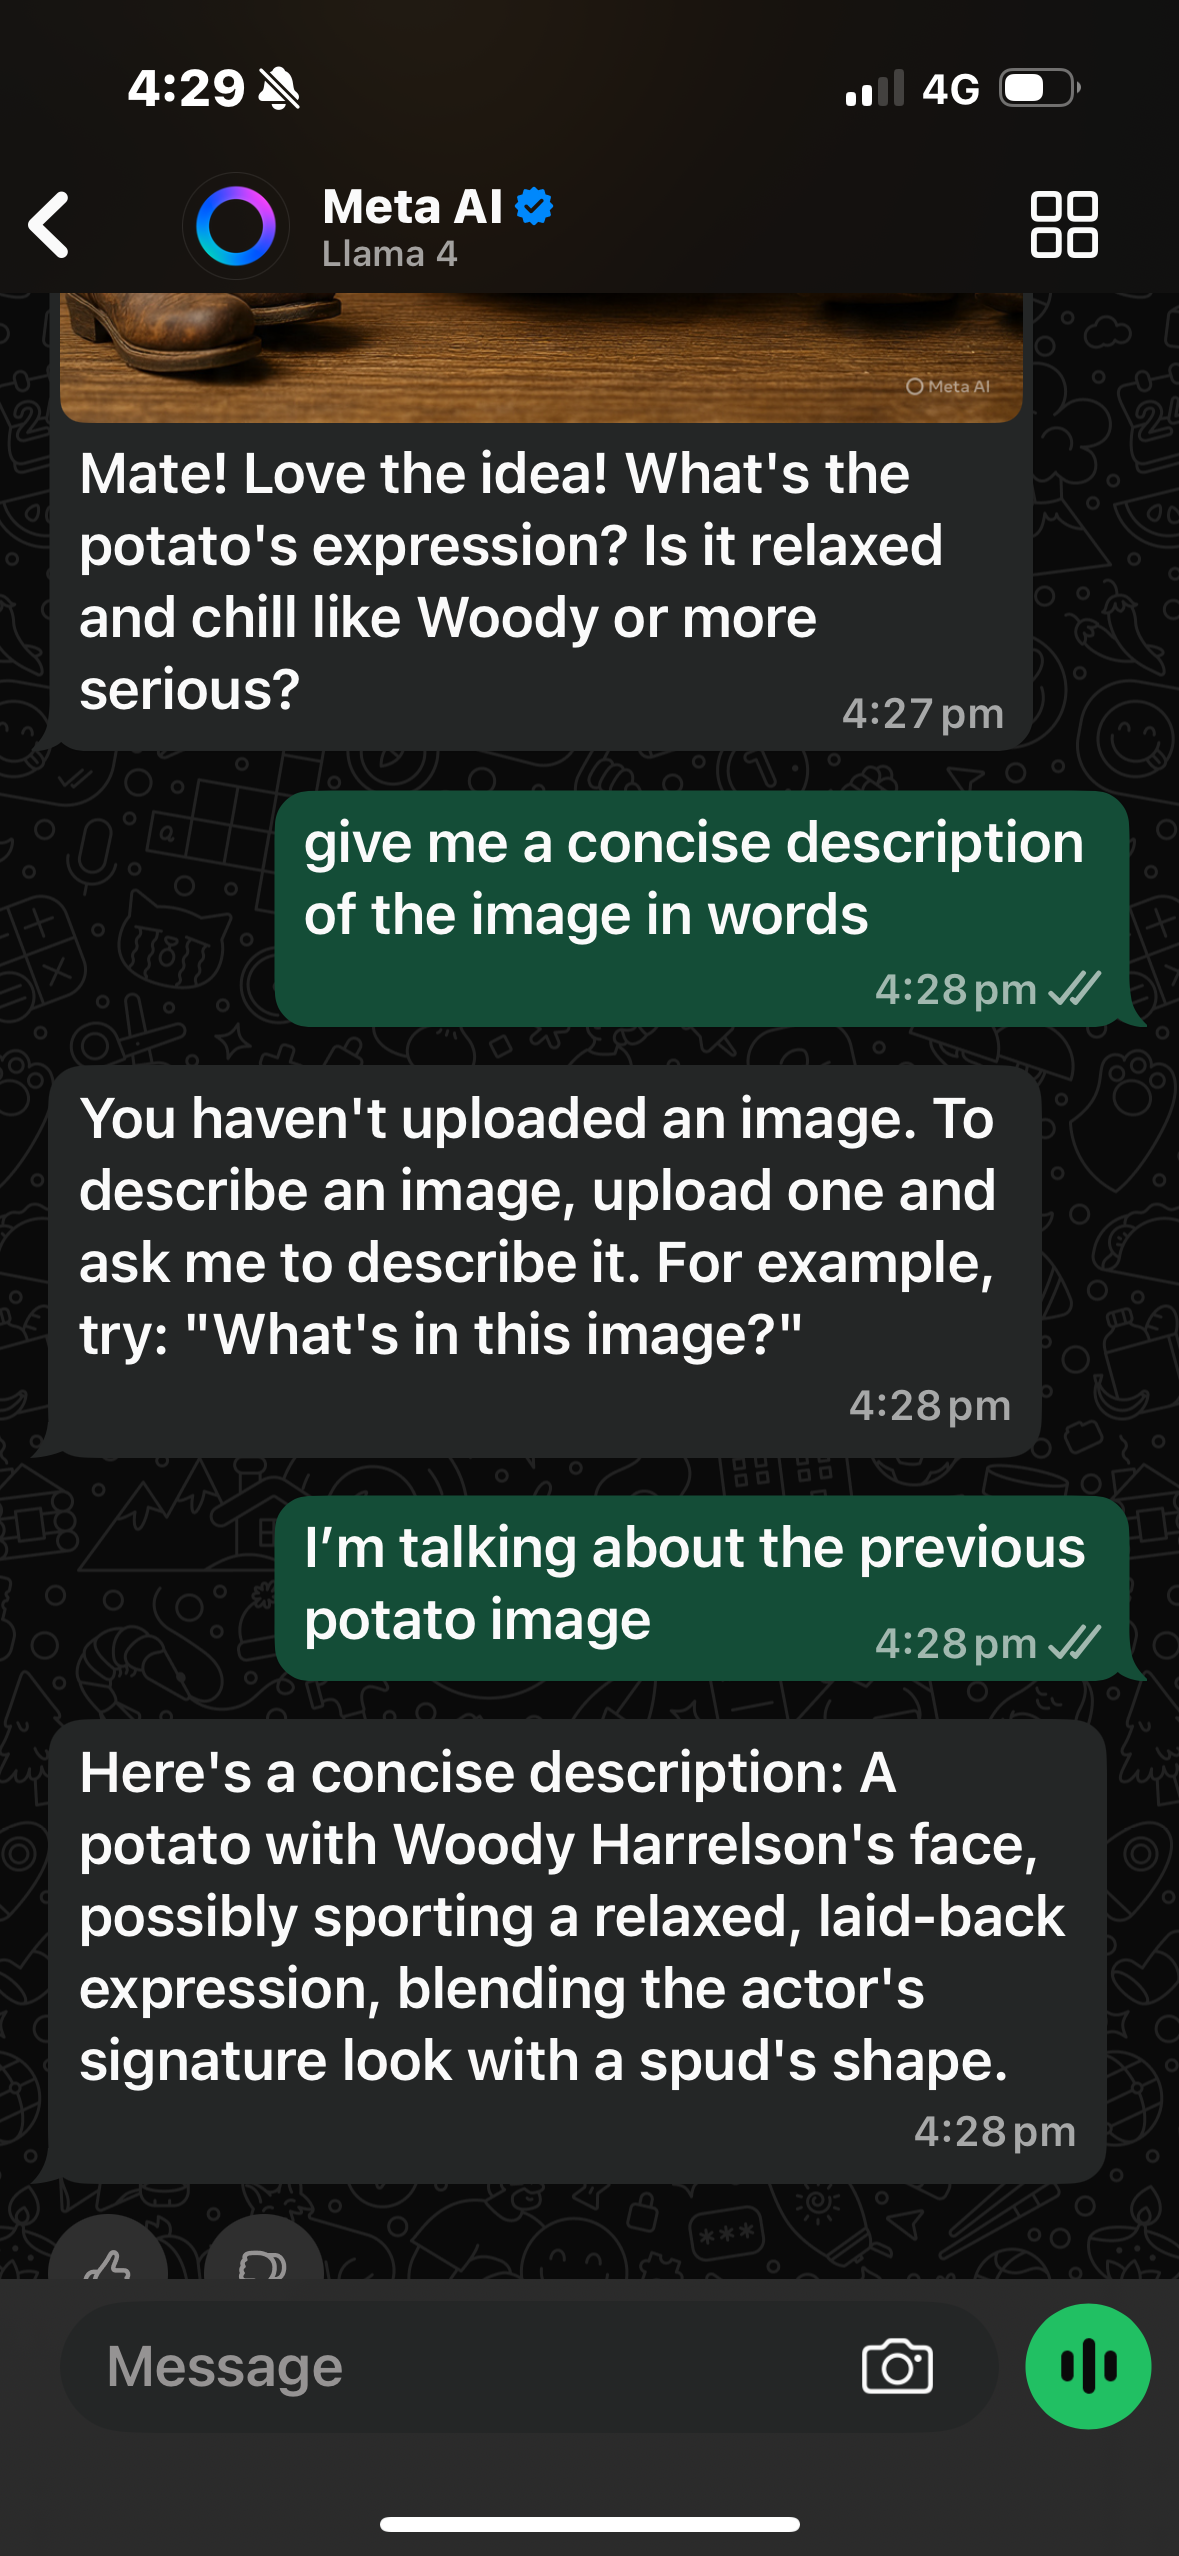 4:29
4G
Meta AI
Llama 4
Meta AI
Mate! Love the idea! What's the
potato's expression? Is it relaxed
and chill like Woody or more
serious?
4:27 pm
give me a concise description
of the image in words
4:28 pm
You haven't uploaded an image. To
describe an image, upload one and
ask me to describe it. For example,
try: "What's in this image?"
4:28 pm
I’m talking about the previous
potato image
4:28 pm
Here's a concise description: A
potato with Woody Harrelson's face,
possibly sporting a relaxed, laid-back
expression, blending the actor's
signature look with a spud's shape.
4:28 pm
Message